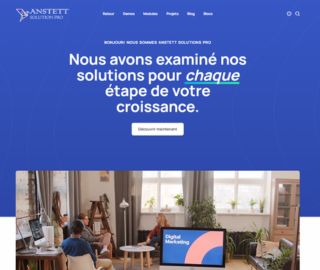 ANSTETT
SOLUTION PRO
Retour Demos Modules Projets Blog Blocs
BONJOUR! NOUS SOMMES ANSTETT SOLUTIONS PRO
Nous avons examiné nos
solutions pour chaque
étape de votre
croissance.
Découvrir maintenant
Digital
Marketing